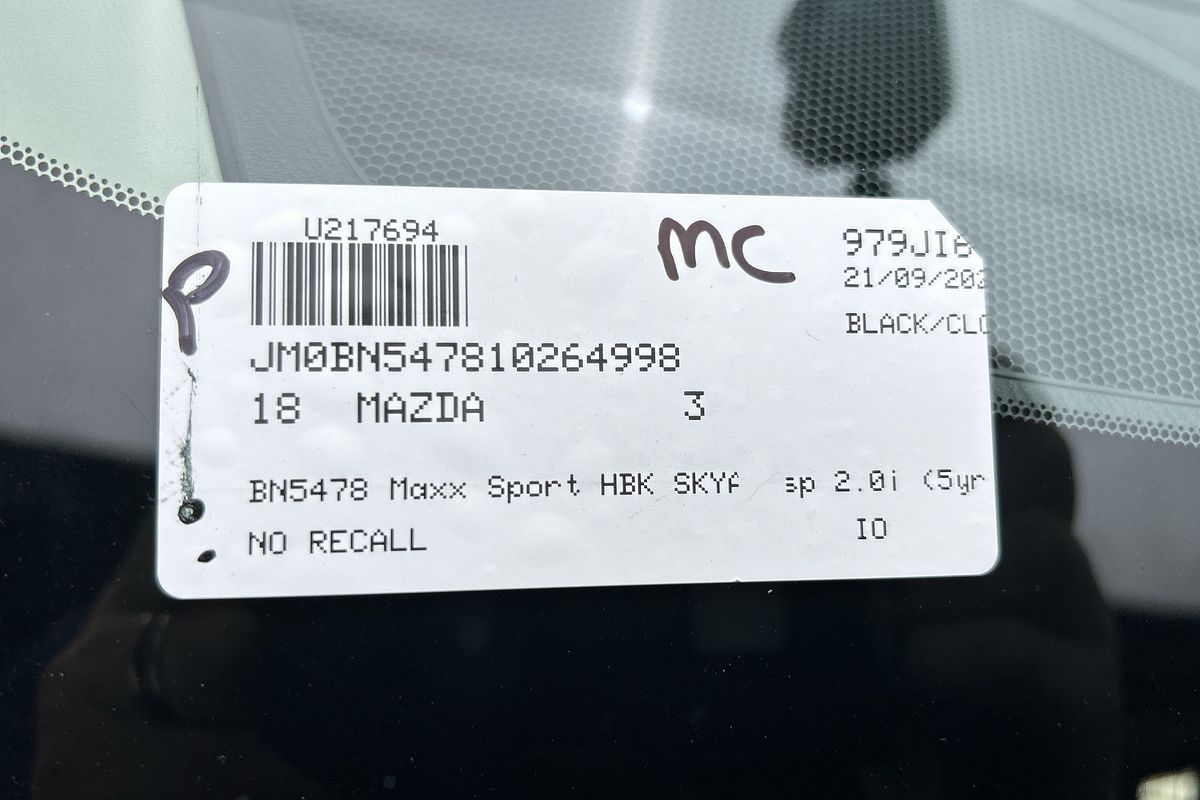 U217694
MC
979JI6
21/09/202
BLACK/CLO
P
JM0BN547810264998
18 MAZDA 3
BN5478 Maxx Sport HBK SKYA sp 2.0i (5yr
NO RECALL
IO